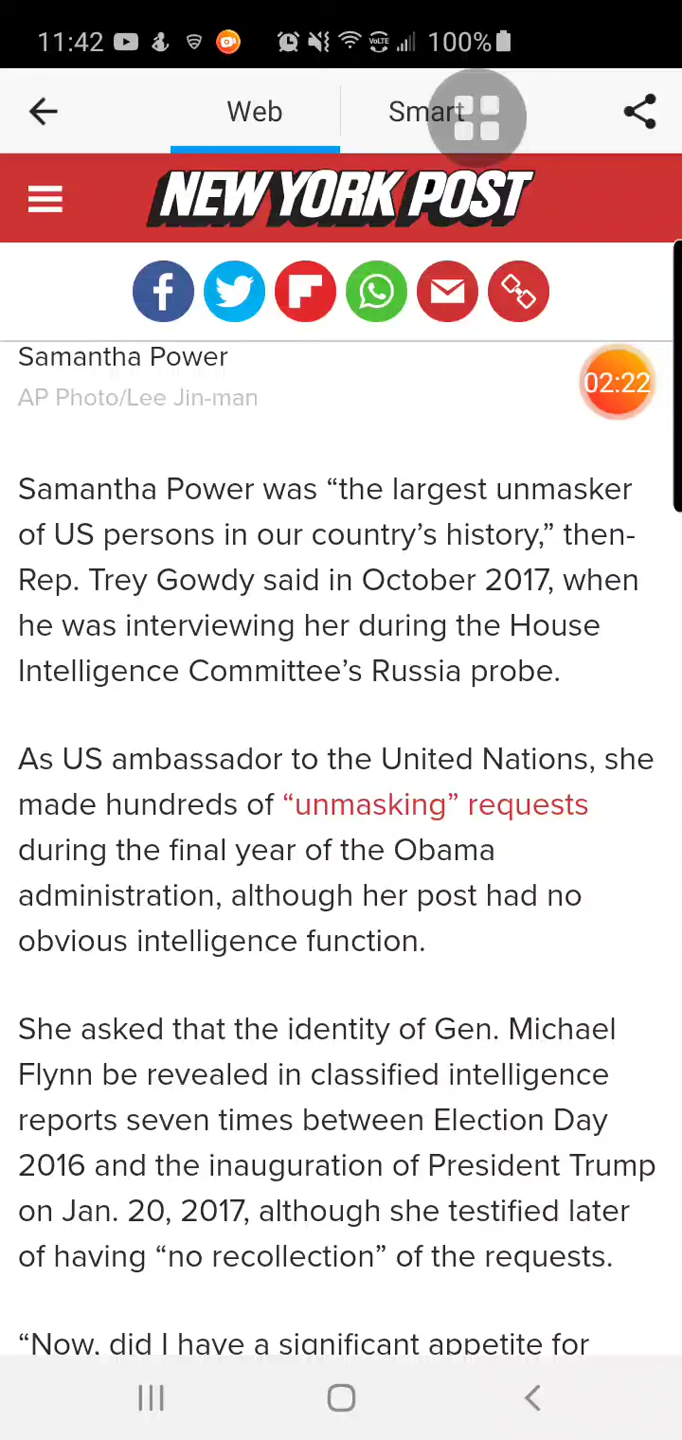 11:42 VoLTE 100%
Web Smart
NEW YORK POST
Samantha Power
AP Photo/Lee Jin-man
02:22
Samantha Power was “the largest unmasker
of US persons in our country’s history,” then-
Rep. Trey Gowdy said in October 2017, when
he was interviewing her during the House
Intelligence Committee’s Russia probe.
As US ambassador to the United Nations, she
made hundreds of “unmasking” requests
during the final year of the Obama
administration, although her post had no
obvious intelligence function.
She asked that the identity of Gen. Michael
Flynn be revealed in classified intelligence
reports seven times between Election Day
2016 and the inauguration of President Trump
on Jan. 20, 2017, although she testified later
of having “no recollection” of the requests.
“Now, did I have a significant appetite for